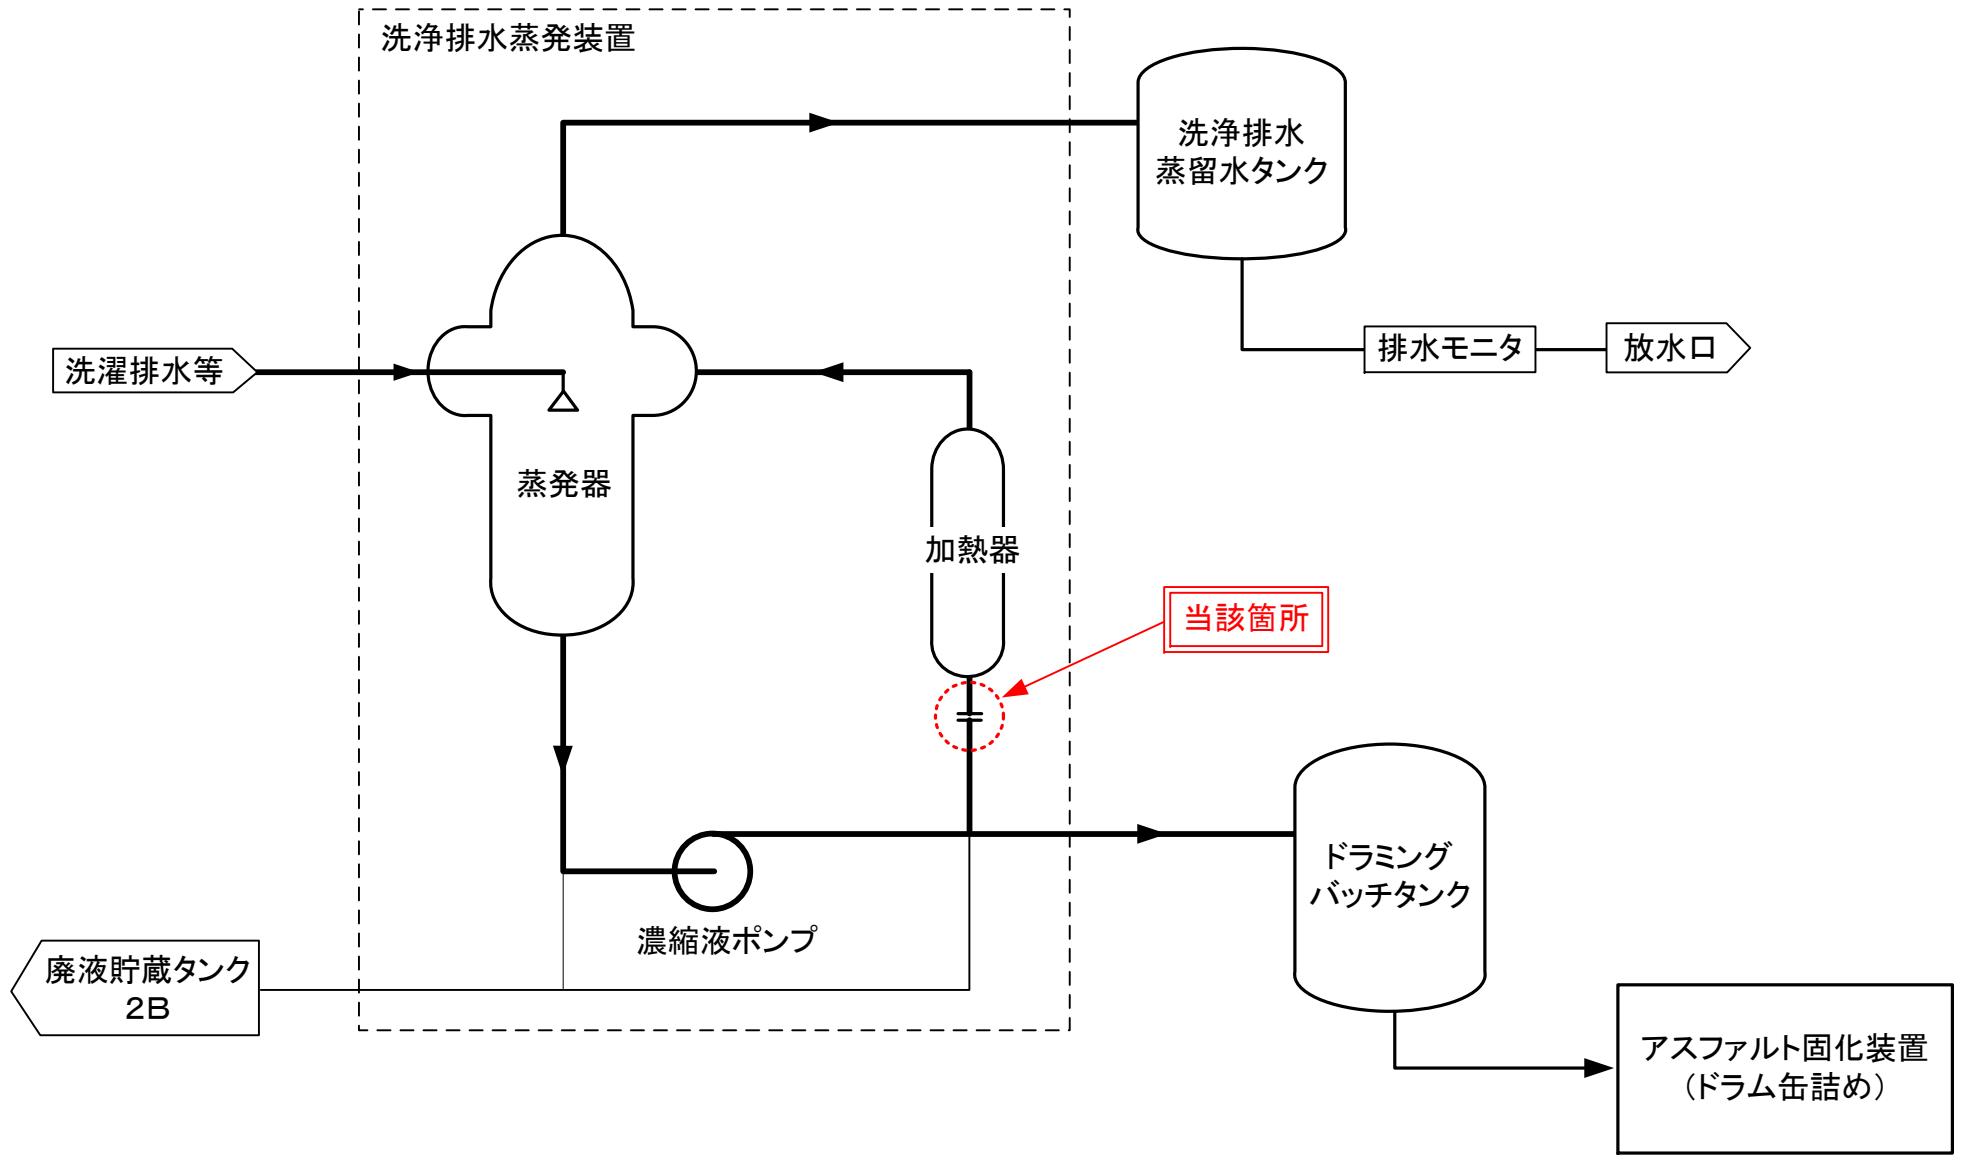 洗浄排水蒸発装置
洗浄排水
蒸留水タンク
洗濯排水等
排水モニタ
放水口
蒸発器
加熱器
当該箇所
ドラミング
バッチタンク
濃縮液ポンプ
廃液貯蔵タンク
2B
アスファルト固化装置
（ドラム缶詰め）